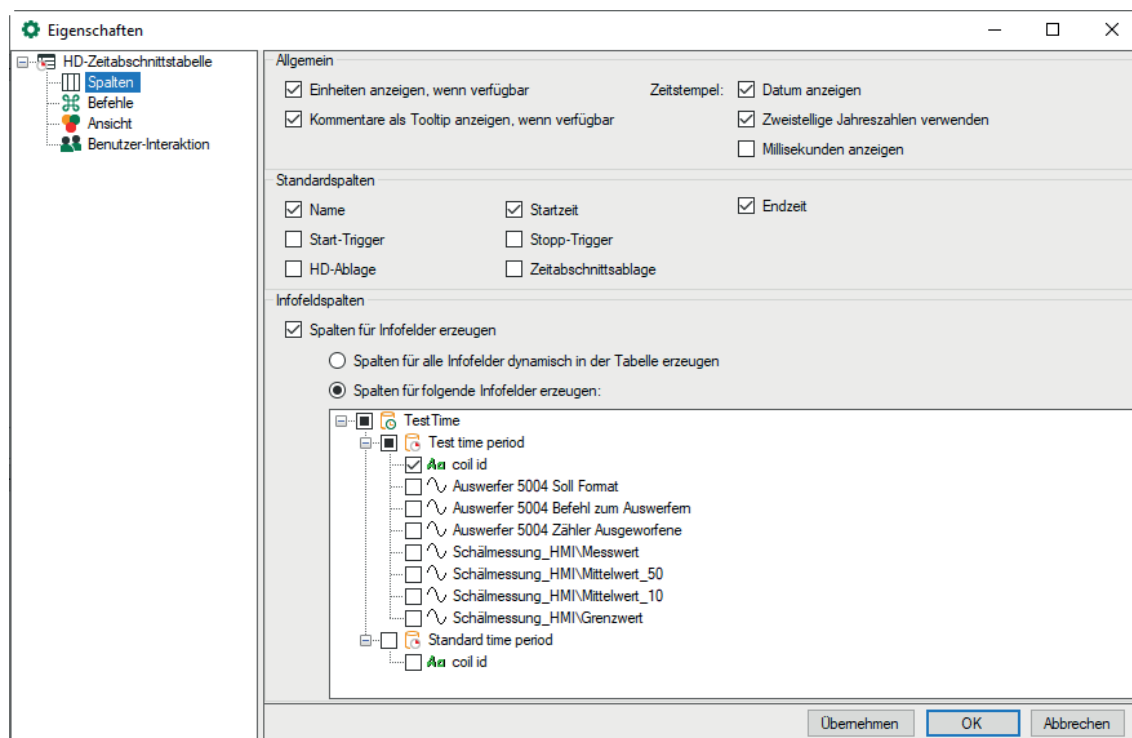 Eigenschaften
HD-Zeitabschnittstabelle
Spalten
Befehle
Ansicht
Benutzer-Interaktion
Allgemein
Einheiten anzeigen, wenn verfügbar
Zeitstempel:
Datum anzeigen
Kommentare als Tooltip anzeigen, wenn verfügbar
Zweistellige Jahreszahlen verwenden
Millisekunden anzeigen
Standardspalten
Name
Startzeit
Endzeit
Start-Trigger
Stopp-Trigger
HD-Ablage
Zeitabschnittsablage
Infofeldspalten
Spalten für Infofelder erzeugen
Spalten für alle Infofelder dynamisch in der Tabelle erzeugen
Spalten für folgende Infofelder erzeugen:
TestTime
Test time period
Aa coil id
Auswerfer 5004 Soll Format
Auswerfer 5004 Befehl zum Auswerfern
Auswerfer 5004 Zähler Ausgeworfene
Schälmessung_HMI\Messwert
Schälmessung_HMI\Mittelwert_50
Schälmessung_HMI\Mittelwert_10
Schälmessung_HMI\Grenzwert
Standard time period
Aa coil id
Übernehmen
OK
Abbrechen